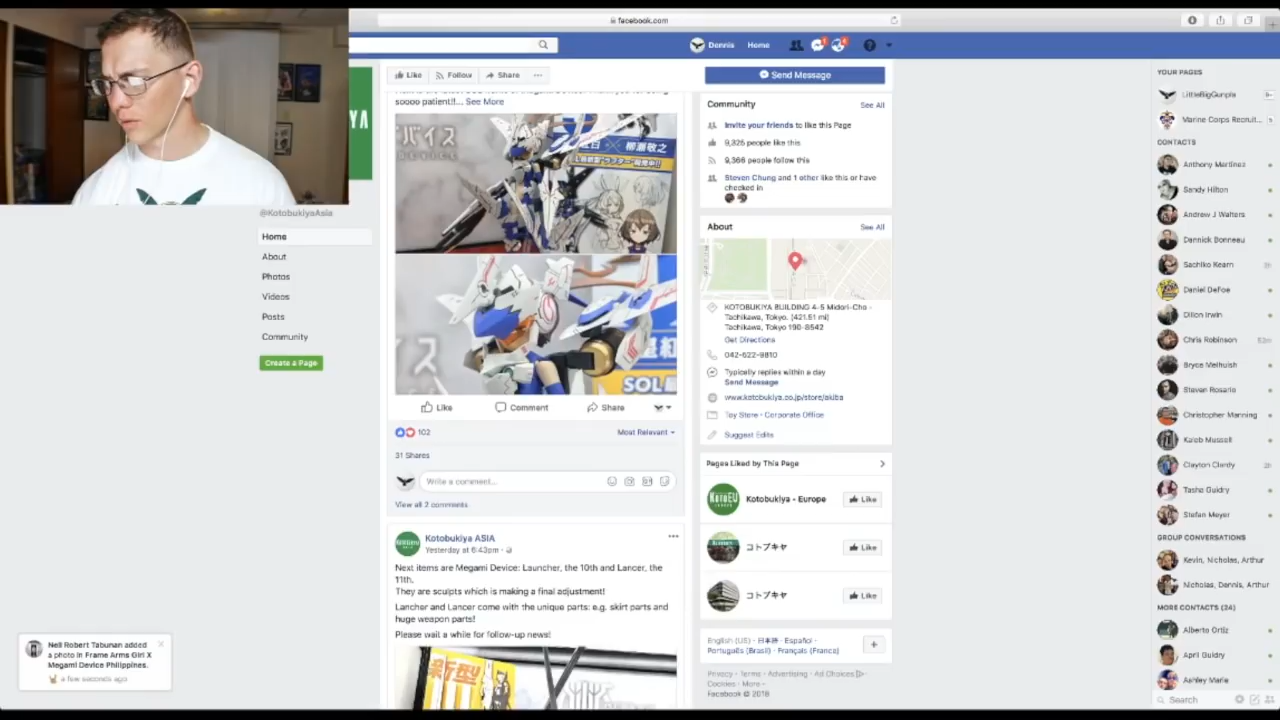 facebook.com
Dennis
Home
Like
Follow
Share
Send Message
YA
@KotobukiyaAsia
Home
About
Photos
Videos
Posts
Community
Create a Page
soooo patient!!... See More
バイス
柳瀬敬之
SOL
Like
Comment
Share
102
Most Relevant
31 Shares
Write a comment...
View all 2 comments
Kotobukiya ASIA
Yesterday at 6:43pm
Next items are Megami Device: Launcher, the 10th and Lancer, the
11th.
They are sculpts which is making a final adjustment!
Lancher and Lancer come with the unique parts: e.g. skirt parts and
huge weapon parts!
Please wait a while for follow-up news!
新型
Community
See All
Invite your friends to like this Page
9,325 people like this
9,366 people follow this
Steven Chung and 1 other like this or have
checked in
About
See All
KOTOBUKIYA BUILDING 4-5 Midori-Cho -
Tachikawa, Tokyo. (421.51 mi)
Tachikawa, Tokyo 190-8542
Get Directions
042-622-9810
Typically replies within a day
Send Message
www.kotobukiya.co.jp/store/akiba
Toy Store · Corporate Office
Suggest Edits
Pages Liked by This Page
KotoEU
Kotobukiya - Europe
Like
コトブキヤ
Like
コトブキヤ
Like
English (US) · 日本語 · Español ·
Português (Brasil) · Français (France)
Privacy · Terms · Advertising · Ad Choices
Cookies · More
Facebook © 2018
YOUR PAGES
LittleBigGunpla
Marine Corps Recruit...
CONTACTS
Anthony Martinez
Sandy Hilton
Andrew J Walters
Dannick Bonneau
Sachiko Kearn
Daniel DeFoe
Dillon Irwin
Chris Robinson
Bryce Melhuish
Steven Rosario
Christopher Manning
Kaleb Mussell
Clayton Clardy
Tasha Guidry
Stefan Meyer
GROUP CONVERSATIONS
Kevin, Nicholas, Arthur
Nicholas, Dennis, Arthur
MORE CONTACTS (24)
Alberto Ortiz
April Guidry
Ashley Marie
Search
Neil Robert Tabunan added
a photo in Frame Arms Girl X
Megami Device Philippines.
a few seconds ago